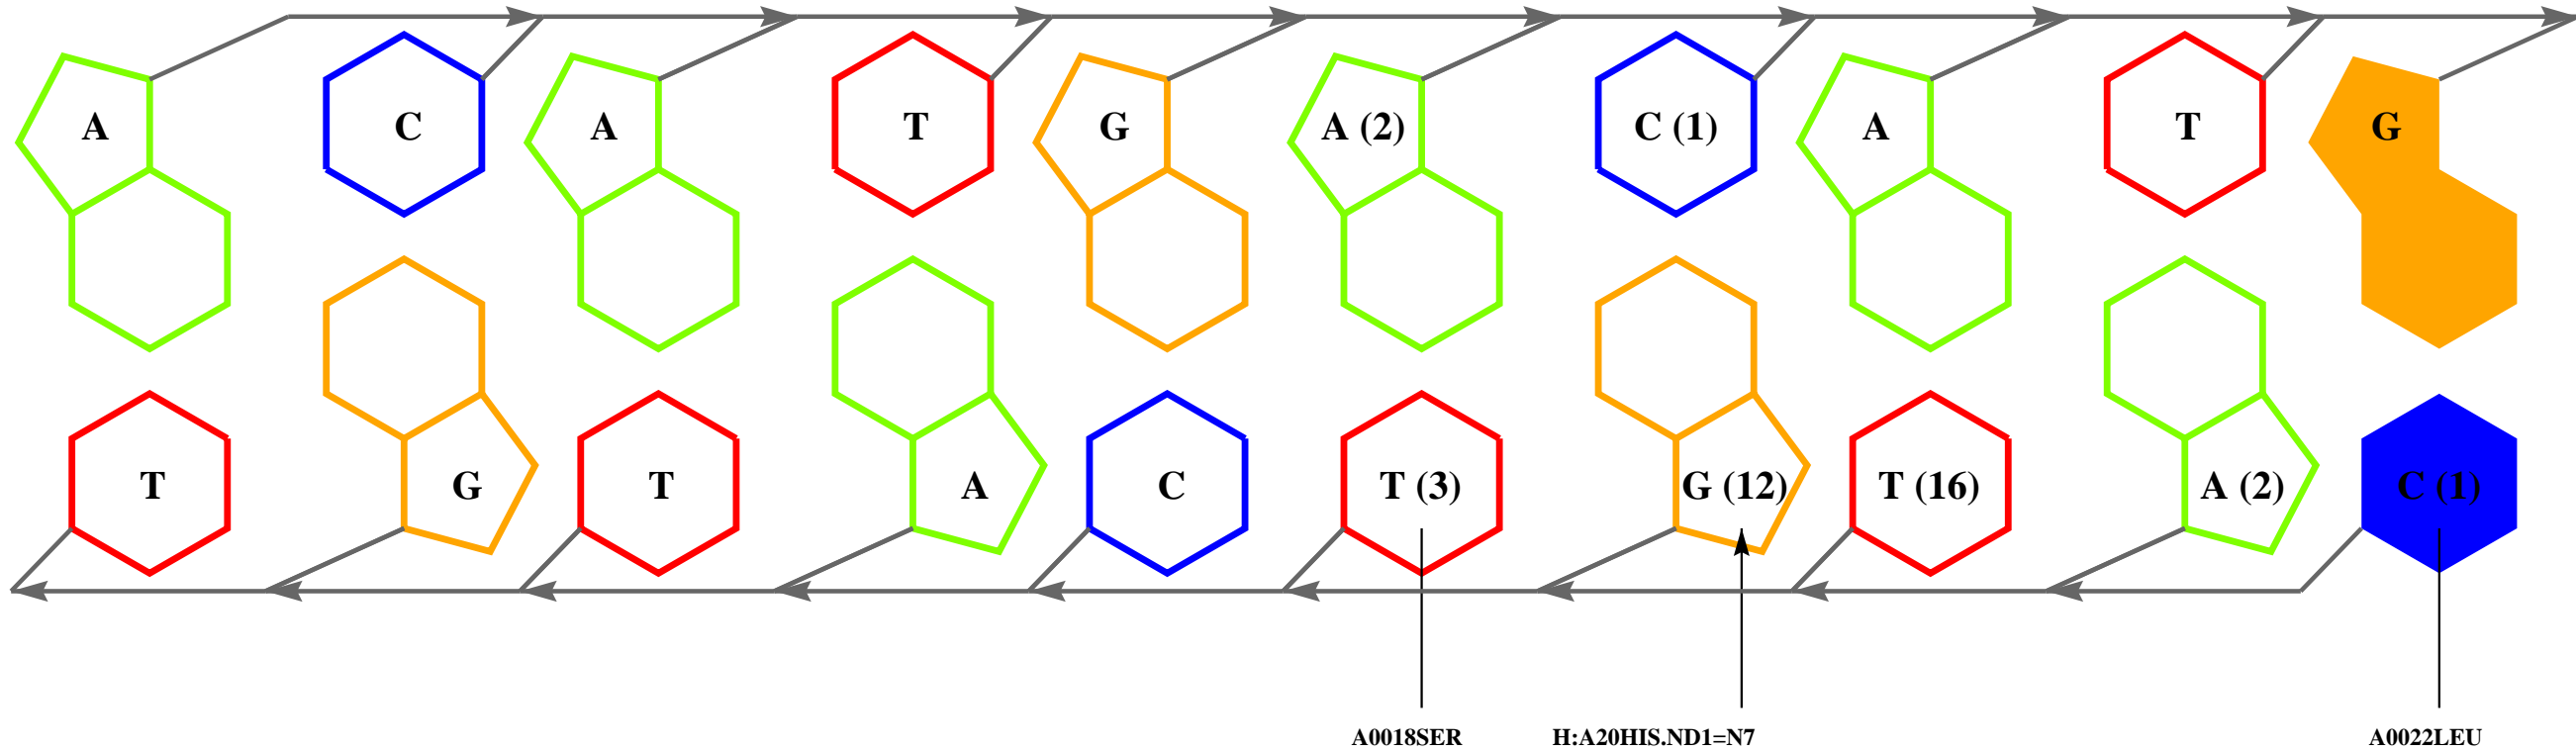 A C A T G A (2) C (1) A T G
T G T A C T (3) G (12) T (16) A (2) C (1)
A0018SER H:A20HIS.ND1=N7 A0022LEU